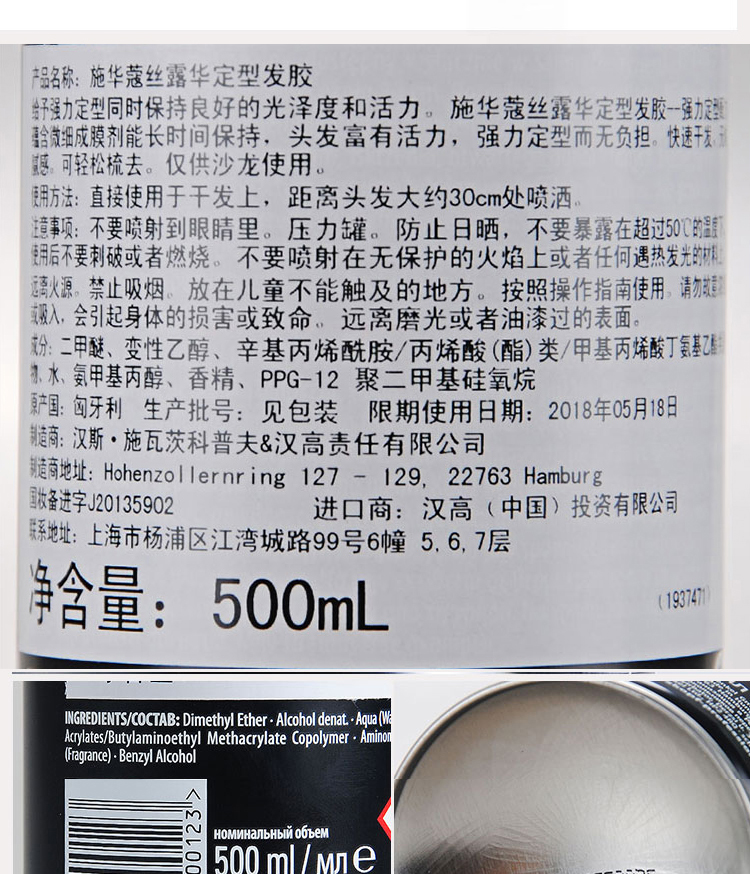 产品名称：施华蔻丝露华定型发胶
给予强力定型同时保持良好的光泽度和活力。施华蔻丝露华定型发胶--强力定型
蕴含微细成膜剂能长时间保持，头发富有活力，强力定型而无负担。快速干发，
腻感。可轻松梳去。仅供沙龙使用。
使用方法：直接使用于干发上，距离头发大约30cm处喷洒。
注意事项：不要喷射到眼睛里。压力罐。防止日晒，不要暴露在超过50℃的温度
使用后不要刺破或者燃烧。不要喷射在无保护的火焰上或者任何遇热发光的材料上
远离火源。禁止吸烟。放在儿童不能触及的地方。按照操作指南使用，请勿故意
或吸入，会引起身体的损害或致命。远离磨光或者油漆过的表面。
成分：二甲醚、变性乙醇、辛基丙烯酰胺/丙烯酸(酯)类/甲基丙烯酸丁氨基乙酯
物、水、氨甲基丙醇、香精、PPG-12 聚二甲基硅氧烷
原产国：匈牙利 生产批号：见包装 限期使用日期：2018年05月18日
制造商：汉斯·施瓦茨科普夫&汉高责任有限公司
制造商地址：Hohenzollernring 127 - 129, 22763 Hamburg
国妆备进字J20135902 进口商：汉高（中国）投资有限公司
联系地址：上海市杨浦区江湾城路99号6幢 5,6,7层
净含量：500mL
(1937471)
INGREDIENTS/СОСТАВ: Dimethyl Ether · Alcohol denat. · Aqua
Acrylates/Butylaminoethyl Methacrylate Copolymer ·
(Fragrance) · Benzyl Alcohol
00123
номинальный объем
500 ml / мл e